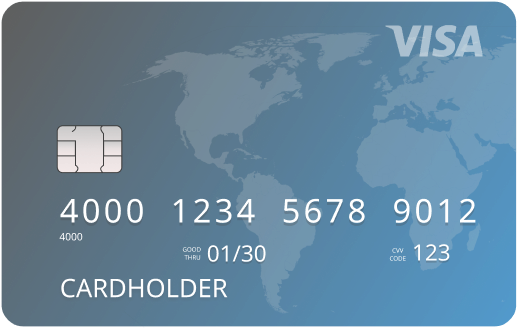 VISA
4000 1234 5678 9012
4000
GOOD THRU 01/30
CVV CODE 123
CARDHOLDER